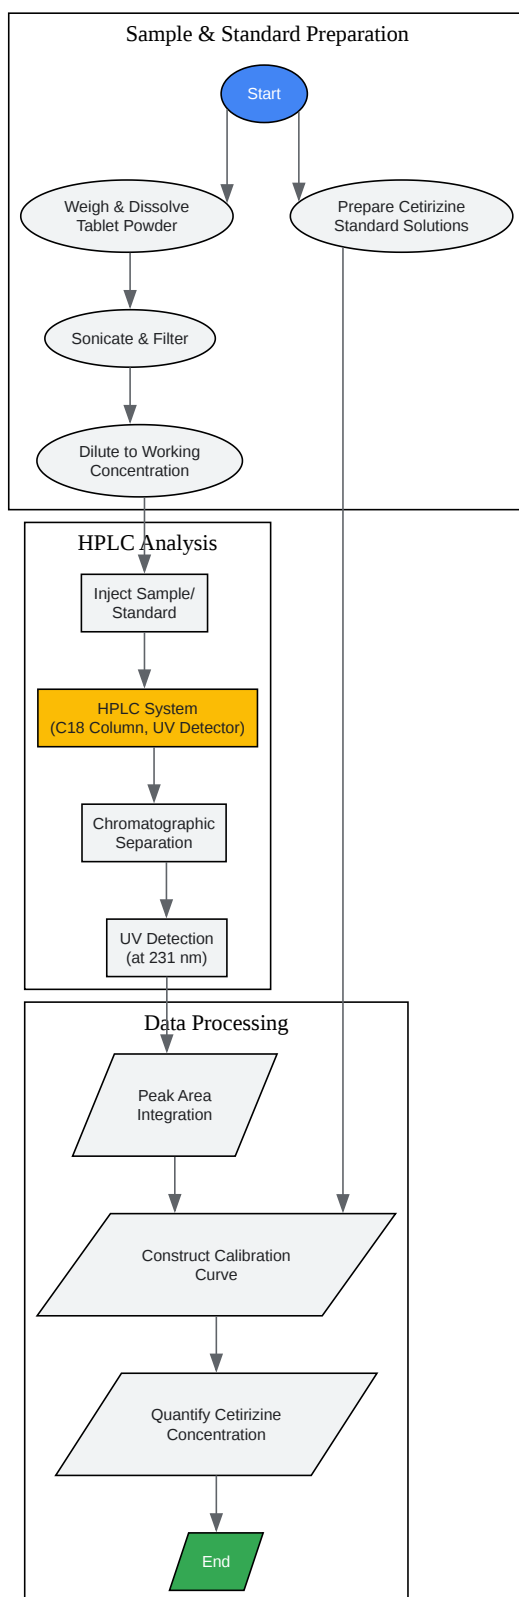 Sample & Standard Preparation
Start
Weigh & Dissolve
Tablet Powder
Prepare Cetirizine
Standard Solutions
Sonicate & Filter
Dilute to Working
Concentration
HPLC Analysis
Inject Sample/
Standard
HPLC System
(C18 Column, UV Detector)
Chromatographic
Separation
UV Detection
(at 231 nm)
Data Processing
Peak Area
Integration
Construct Calibration
Curve
Quantify Cetirizine
Concentration
End